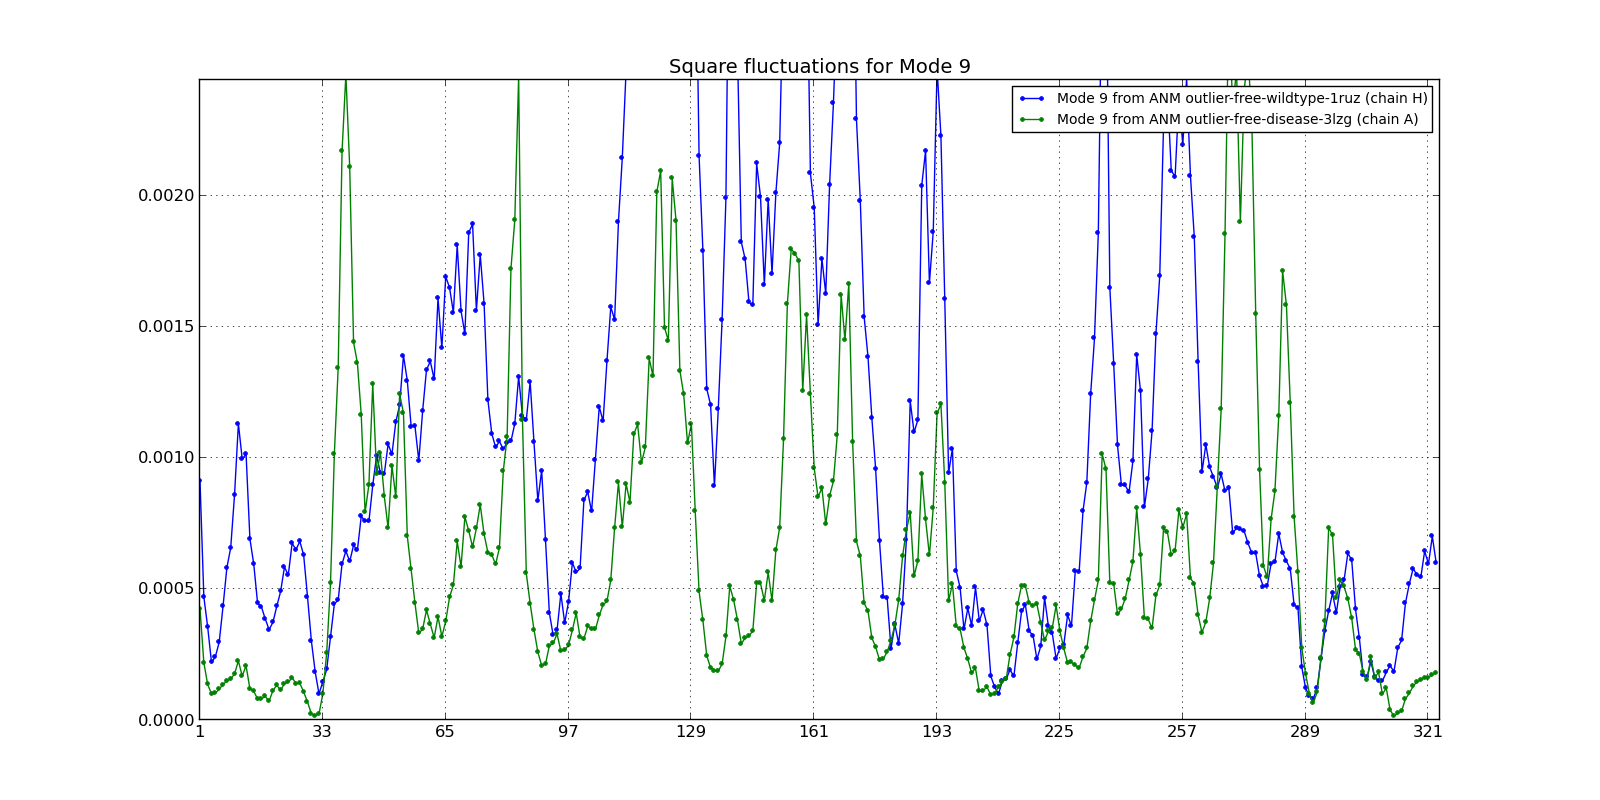 Square fluctuations for Mode 9
Mode 9 from ANM outlier-free-wildtype-1ruz (chain H)
Mode 9 from ANM outlier-free-disease-3lzg (chain A)
0.0020
0.0015
0.0010
0.0005
0.0000
1 33 65 97 129 161 193 225 257 289 321